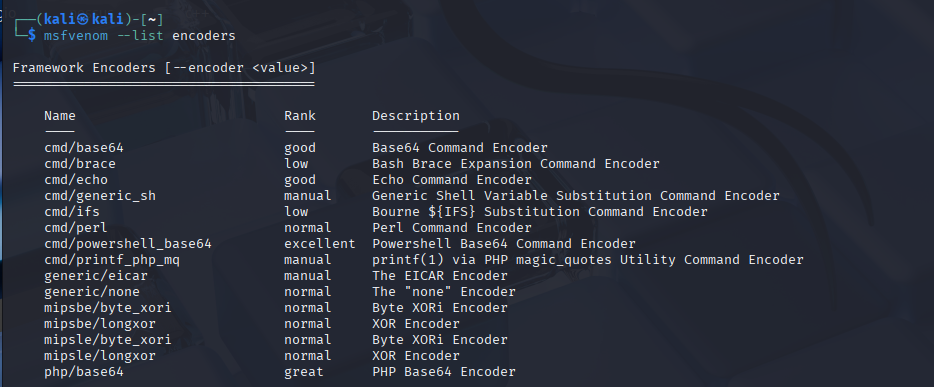 (kali㉿kali)-[~]
$ msfvenom --list encoders
Framework Encoders [--encoder <value>]
Name Rank Description
cmd/base64 good Base64 Command Encoder
cmd/brace low Bash Brace Expansion Command Encoder
cmd/echo good Echo Command Encoder
cmd/generic_sh manual Generic Shell Variable Substitution Command Encoder
cmd/ifs low Bourne ${IFS} Substitution Command Encoder
cmd/perl normal Perl Command Encoder
cmd/powershell_base64 excellent Powershell Base64 Command Encoder
cmd/printf_php_mq manual printf(1) via PHP magic_quotes Utility Command Encoder
generic/eicar manual The EICAR Encoder
generic/none normal The "none" Encoder
mipsbe/byte_xori normal Byte XORi Encoder
mipsbe/longxor normal XOR Encoder
mipsle/byte_xori normal Byte XORi Encoder
mipsle/longxor normal XOR Encoder
php/base64 great PHP Base64 Encoder